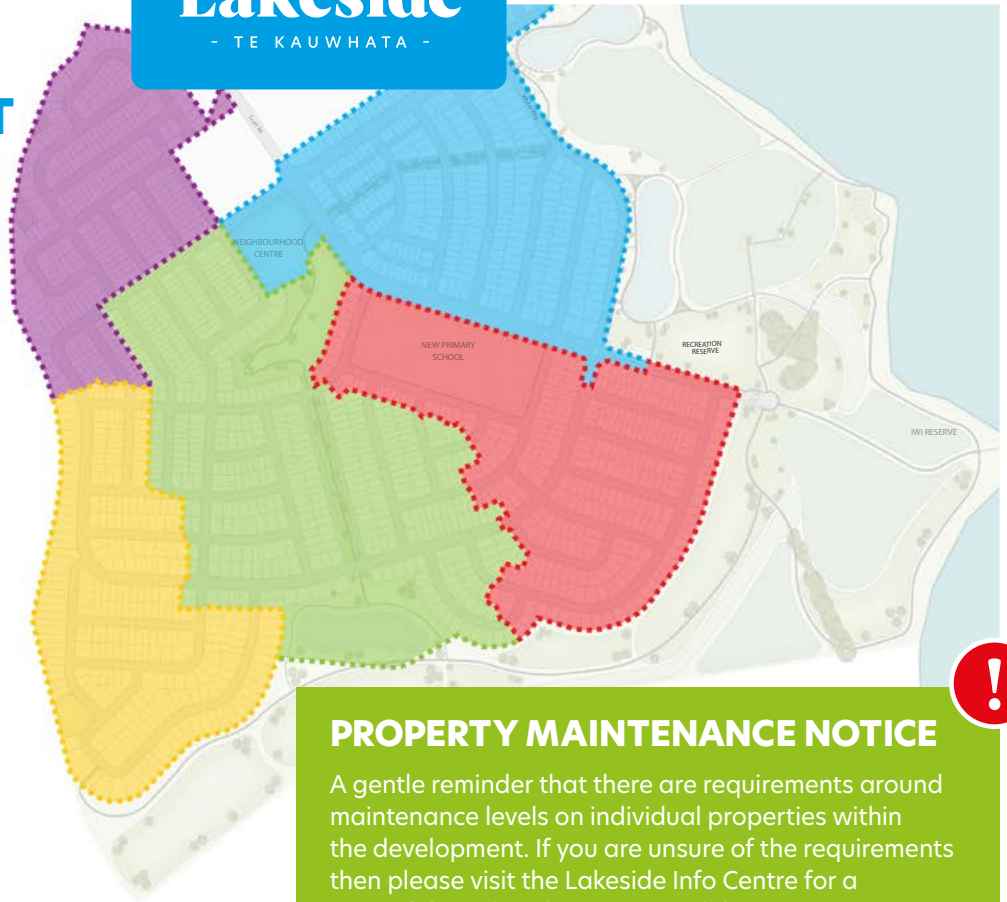 Lakeside
- TE KAUWHATA -
T
NEIGHBOURHOOD
CENTRE
NEW PRIMARY
SCHOOL
RECREATION
RESERVE
IWI RESERVE
!
PROPERTY MAINTENANCE NOTICE
A gentle reminder that there are requirements around
maintenance levels on individual properties within
the development. If you are unsure of the requirements
then please visit the Lakeside Info Centre for a